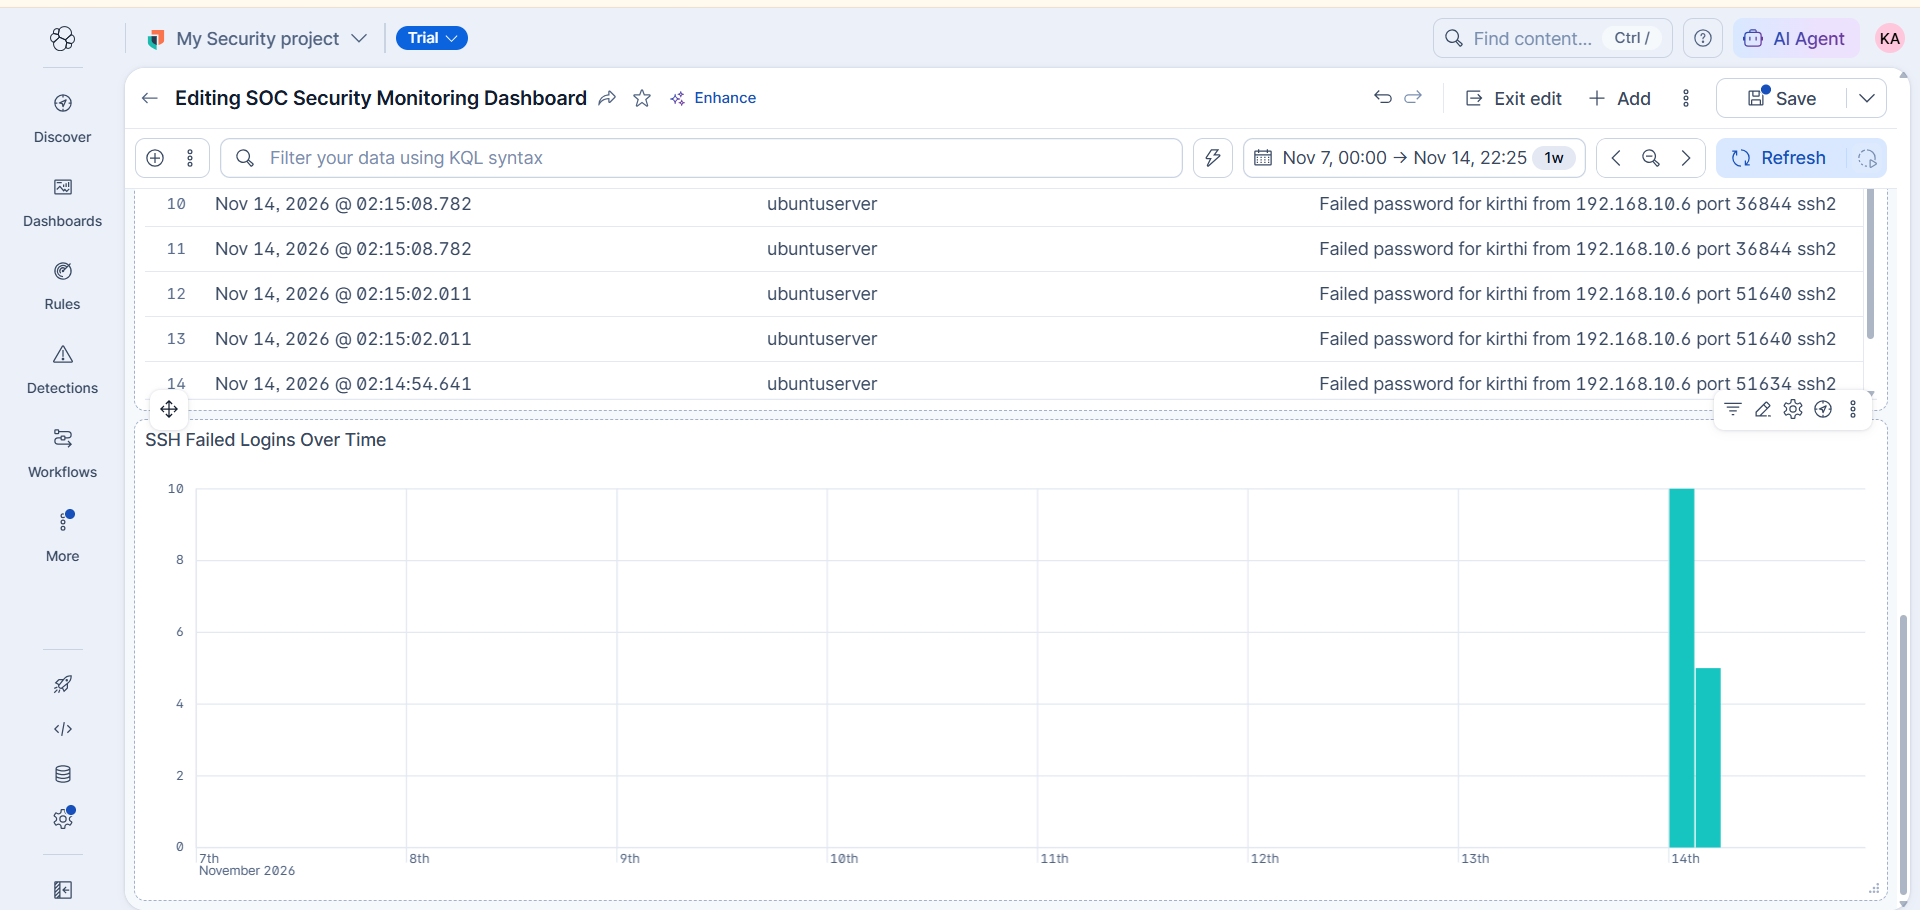 My Security project
Trial
Find content...
Ctrl /
AI Agent
KA
Editing SOC Security Monitoring Dashboard
Enhance
Exit edit
Add
Save
Discover
Filter your data using KQL syntax
Nov 7, 00:00 → Nov 14, 22:25
1w
Refresh
Dashboards
Rules
Detections
Workflows
More
10 Nov 14, 2026 @ 02:15:08.782 ubuntuserver Failed password for kirthi from 192.168.10.6 port 36844 ssh2
11 Nov 14, 2026 @ 02:15:08.782 ubuntuserver Failed password for kirthi from 192.168.10.6 port 36844 ssh2
12 Nov 14, 2026 @ 02:15:02.011 ubuntuserver Failed password for kirthi from 192.168.10.6 port 51640 ssh2
13 Nov 14, 2026 @ 02:15:02.011 ubuntuserver Failed password for kirthi from 192.168.10.6 port 51640 ssh2
14 Nov 14, 2026 @ 02:14:54.641 ubuntuserver Failed password for kirthi from 192.168.10.6 port 51634 ssh2
SSH Failed Logins Over Time
10
8
6
4
2
0
7th 8th 9th 10th 11th 12th 13th 14th
November 2026